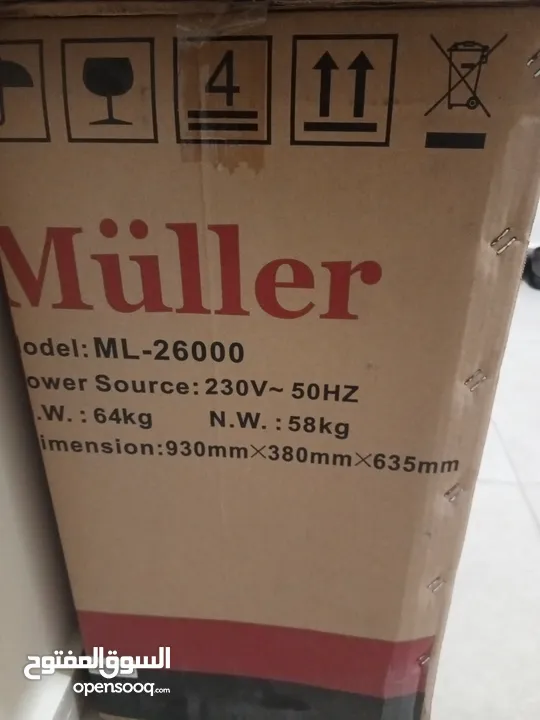 4
Müller
odel: ML-26000
ower Source: 230V~ 50HZ
.W. : 64kg N.W. : 58kg
imension: 930mm×380mm×635mm
السوق المفتوح
opensooq.com